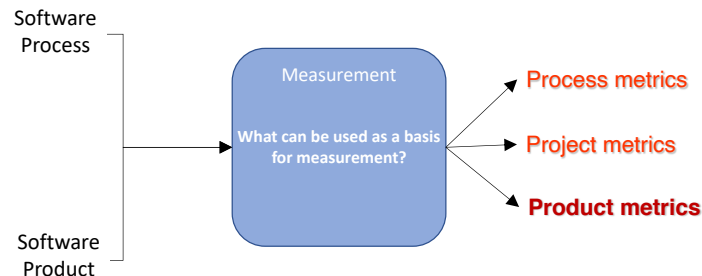 Software
Process
Measurement
What can be used as a basis
for measurement?
Process metrics
Project metrics
Product metrics
Software
Product